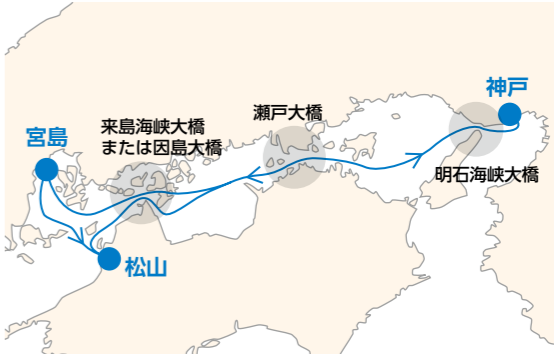 神戸
瀬戸大橋
来島海峡大橋
または因島大橋
宮島
明石海峡大橋
松山